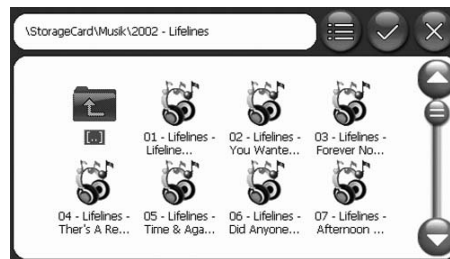 \StorageCard\Musik\2002 - Lifelines
[..]
01 - Lifelines -
Lifeline...
02 - Lifelines -
You Wante...
03 - Lifelines -
Forever No...
04 - Lifelines -
Ther's A Re...
05 - Lifelines -
Time & Aga...
06 - Lifelines -
Did Anyone...
07 - Lifelines -
Afternoon ...